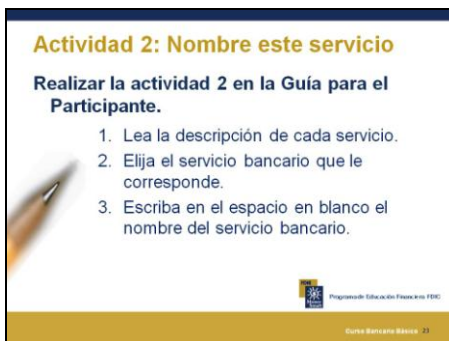 Actividad 2: Nombre este servicio
Realizar la actividad 2 en la Guía para el
Participante.
1. Lea la descripción de cada servicio.
2. Elija el servicio bancario que le
corresponde.
3. Escriba en el espacio en blanco el
nombre del servicio bancario.
Programa de Educación Financiera FDIC
Curso Bancario Básico 23